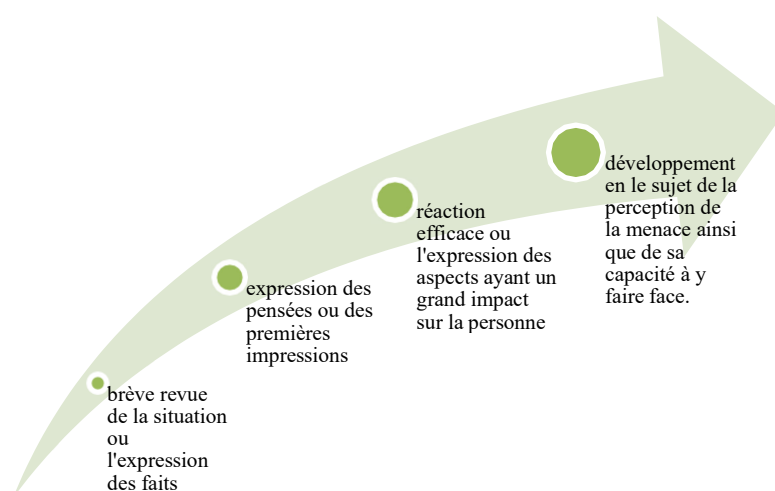 brève revue
de la situation
ou
l'expression
des faits
expression des
pensées ou des
premières
impressions
réaction
efficace ou
l'expression des
aspects ayant un
grand impact
sur la personne
développement
en le sujet de la
perception de
la menace ainsi
que de sa
capacité à y
faire face.